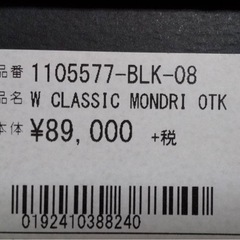 品番 1105577-BLK-08
品名 W CLASSIC MONDRI OTK
本体 ¥89,000 +税
0192410388240